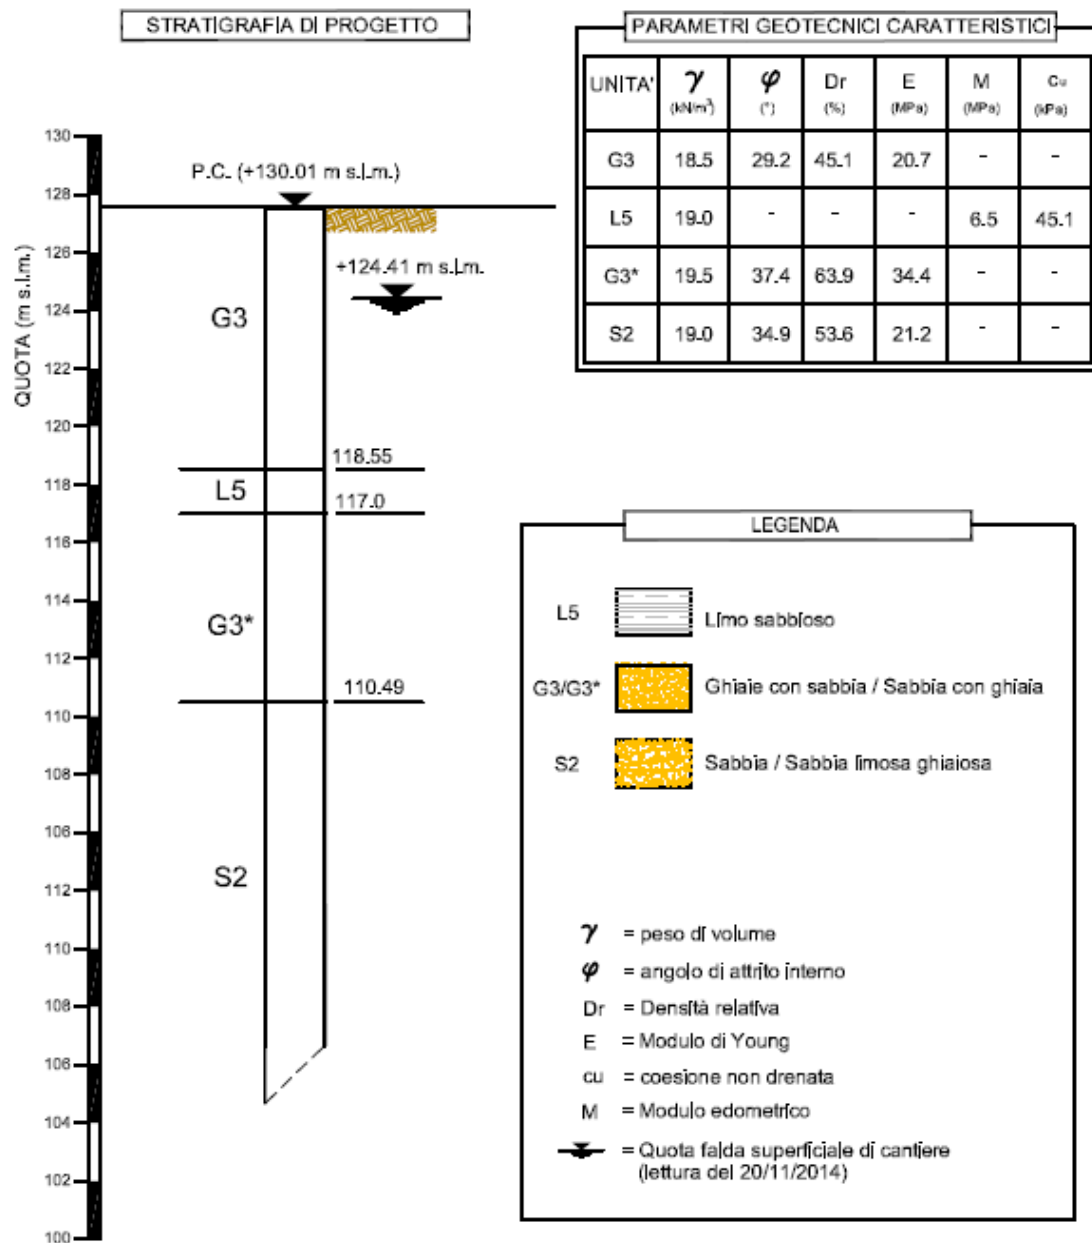 STRATIGRAFIA DI PROGETTO
QUOTA (m s.l.m.)
130
128
126
124
122
120
118
116
114
112
110
108
106
112
110
108
106
104
102
100
P.C. (+130.01 m s.l.m.)
+124.41 m s.l.m.
G3
118.55
L5
117.0
G3*
110.49
S2
PARAMETRI GEOTECNICI CARATTERISTICI
UNITA' γ φ Dr E M cu
(kN/m³) (°) (%) (MPa) (MPa) (kPa)
G3 18.5 29.2 45.1 20.7 - -
L5 19.0 - - - 6.5 45.1
G3* 19.5 37.4 63.9 34.4 - -
S2 19.0 34.9 53.6 21.2 - -
LEGENDA
L5 Limo sabbioso
G3/G3* Ghiaie con sabbia / Sabbia con ghiaia
S2 Sabbia / Sabbia limosa ghiaiosa
γ = peso di volume
φ = angolo di attrito interno
Dr = Densità relativa
E = Modulo di Young
cu = coesione non drenata
M = Modulo edometrico
= Quota falda superficiale di cantiere
(lettura del 20/11/2014)